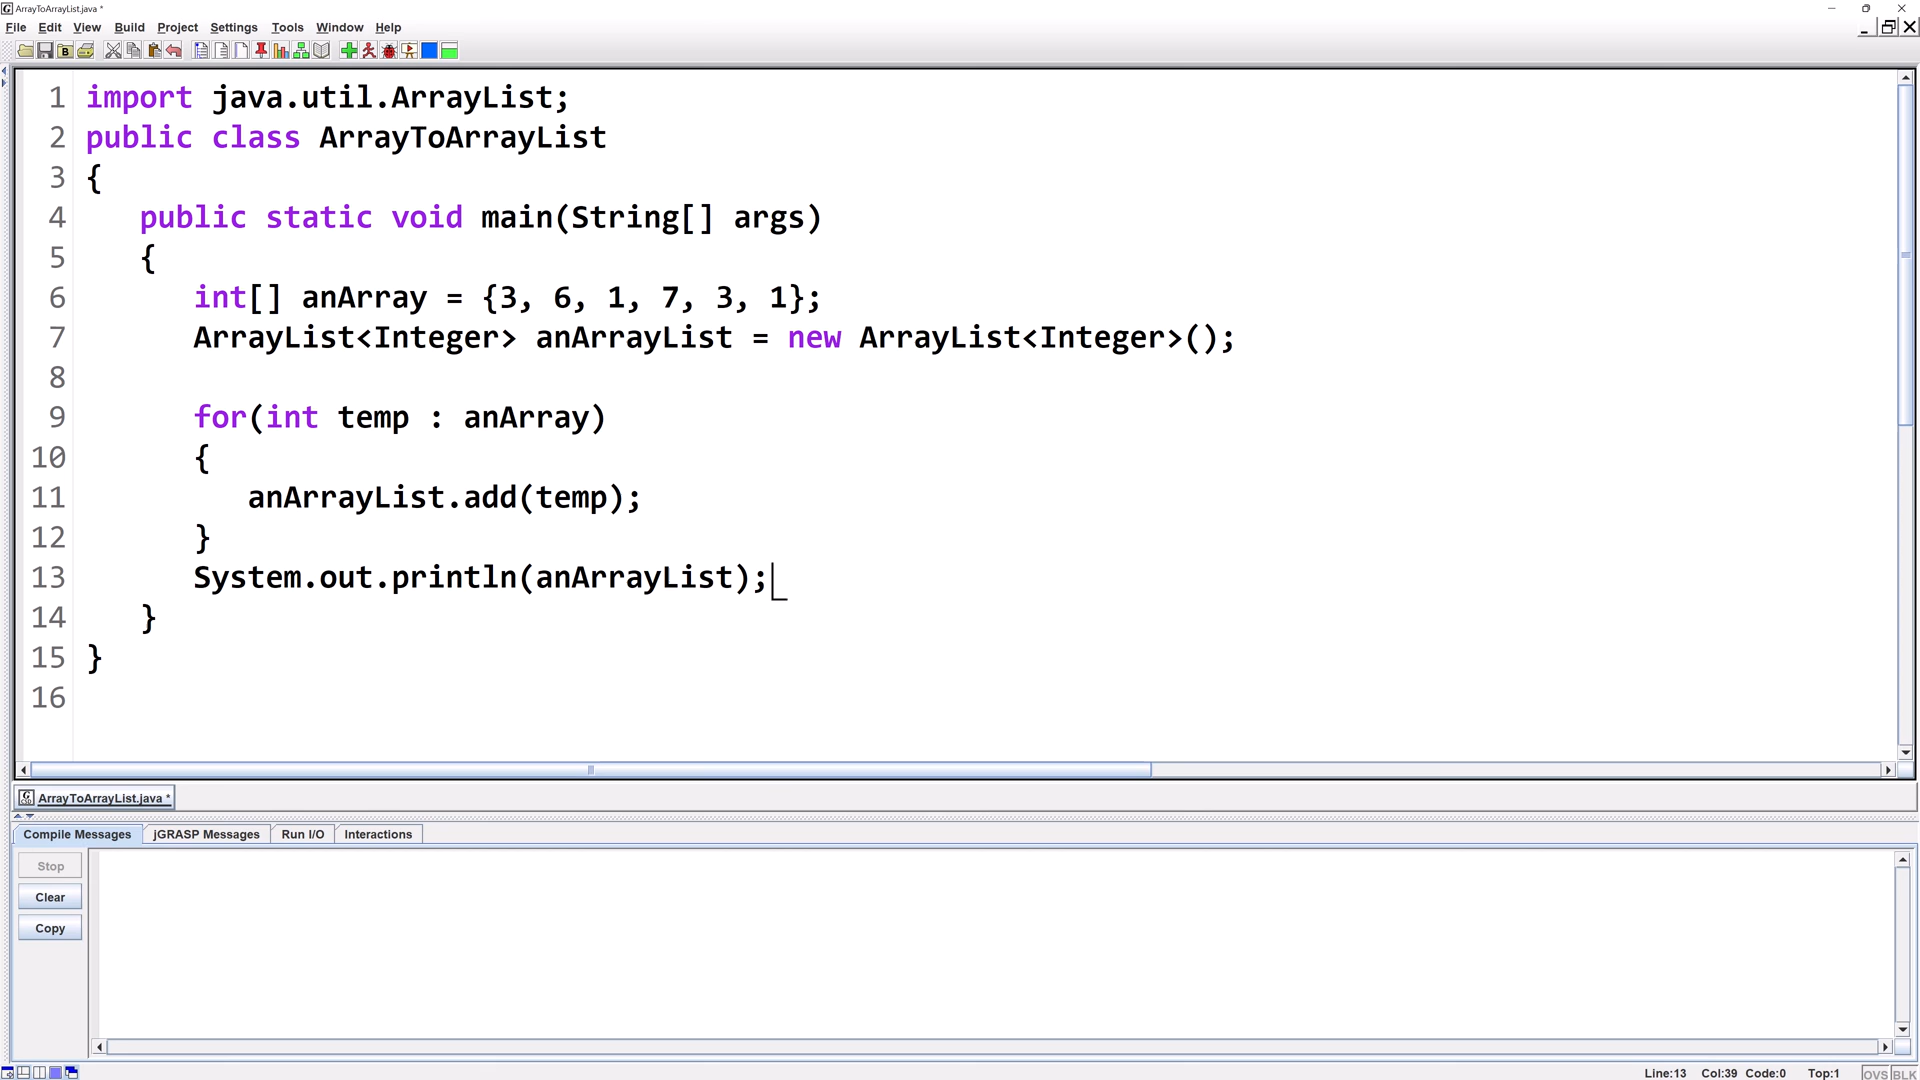 ArrayToArrayList.java *
File Edit View Build Project Settings Tools Window Help
1 import java.util.ArrayList;
2 public class ArrayToArrayList
3 {
4    public static void main(String[] args)
5    {
6       int[] anArray = {3, 6, 1, 7, 3, 1};
7       ArrayList<Integer> anArrayList = new ArrayList<Integer>();
8
9       for(int temp : anArray)
10       {
11          anArrayList.add(temp);
12       }
13       System.out.println(anArrayList);
14    }
15 }
16
ArrayToArrayList.java *
Compile Messages jGRASP Messages Run I/O Interactions
Stop
Clear
Copy
Line:13 Col:39 Code:0 Top:1 OVS BLK